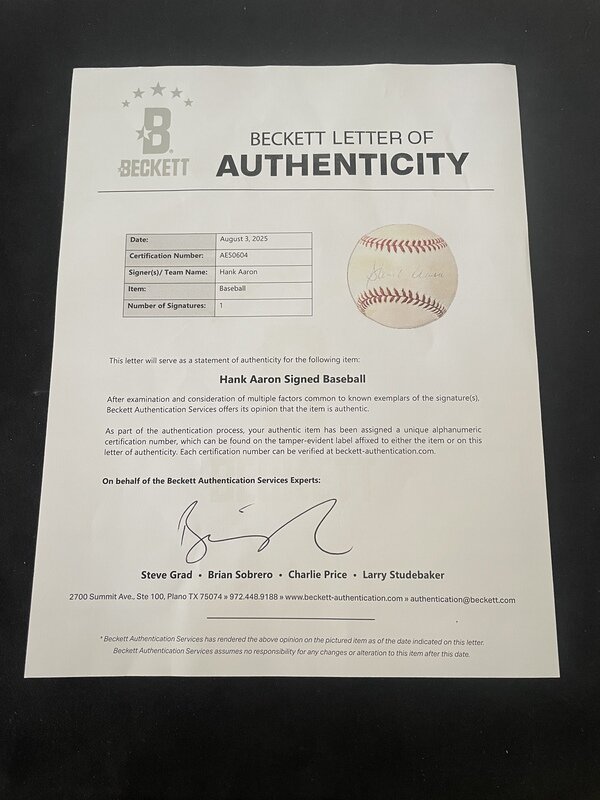 B
BECKETT
BECKETT LETTER OF
AUTHENTICITY
Date: August 3, 2025
Certification Number: AE50604
Signer(s)/ Team Name: Hank Aaron
Item: Baseball
Number of Signatures: 1
This letter will serve as a statement of authenticity for the following item:
Hank Aaron Signed Baseball
After examination and consideration of multiple factors common to known exemplars of the signature(s),
Beckett Authentication Services offers its opinion that the item is authentic.
As part of the authentication process, your authentic item has been assigned a unique alphanumeric
certification number, which can be found on the tamper-evident label affixed to either the item or on this
letter of authenticity. Each certification number can be verified at beckett-authentication.com.
On behalf of the Beckett Authentication Services Experts:
Steve Grad • Brian Sobrero • Charlie Price • Larry Studebaker
2700 Summit Ave., Ste 100, Plano TX 75074 » 972.448.9188 » www.beckett-authentication.com » authentication@beckett.com
* Beckett Authentication Services has rendered the above opinion on the pictured item as of the date indicated on this letter.
Beckett Authentication Services assumes no responsibility for any changes or alteration to this item after this date.